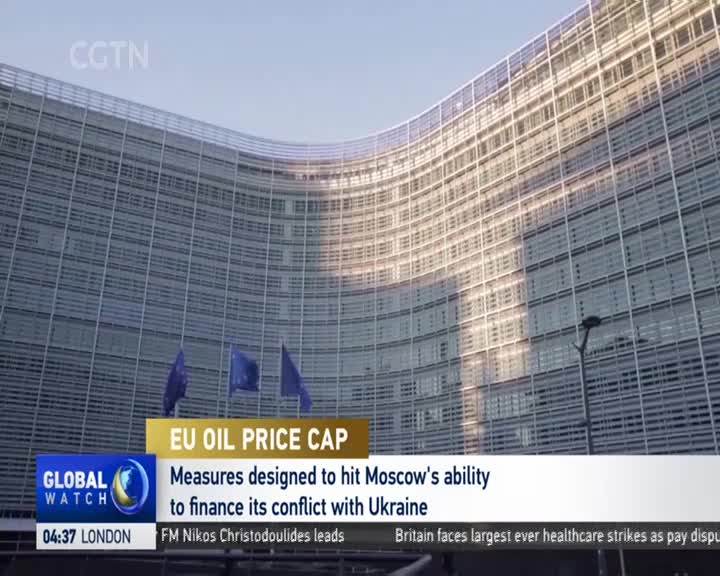 CGTN
EU OIL PRICE CAP
Measures designed to hit Moscow's ability
to finance its conflict with Ukraine
GLOBAL
WATCH
04:37 LONDON
FM Nikos Christodoulides leads Britain faces largest ever healthcare strikes as pay